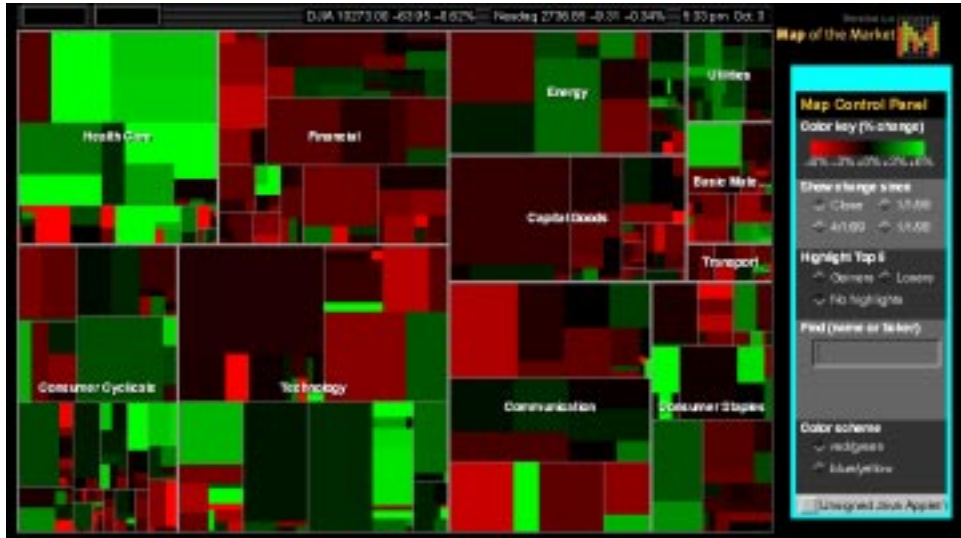 DJIA 10273.00 -63.95 -0.62% Nasdaq 2736.85 -9.31 -0.34% 5:33 pm Oct
Map of the Market
Health Care
Financial
Energy
Utilities
Basic Mate...
Capital Goods
Transport
Consumer Cyclicals
Technology
Communication
Consumer Staples
Map Control Panel
Color key (% change)
Show change since
Close
Highlight Top 5
Gainers Losers
No highlights
Find (name or ticker)
Color scheme
red/green
blue/yellow
Unsigned Java Applet